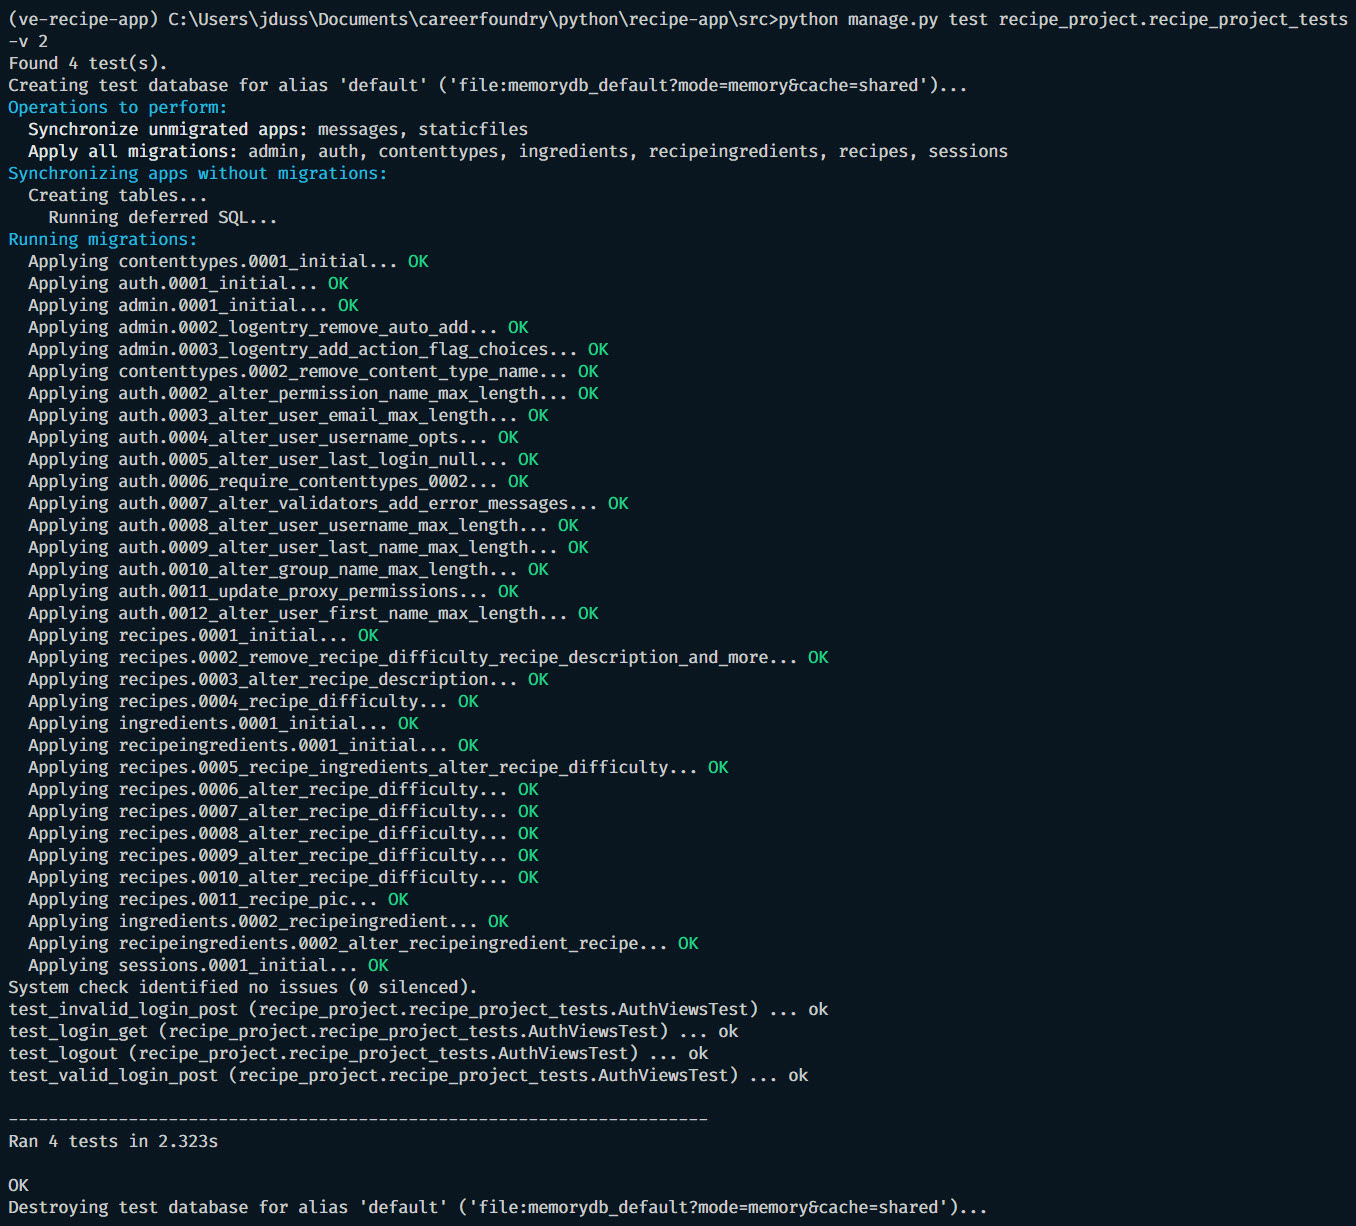 (ve-recipe-app) C:\Users\jduss\Documents\careerfoundry\python\recipe-app\src>python manage.py test recipe_project.recipe_project_tests
-v 2
Found 4 test(s).
Creating test database for alias 'default' ('file:memorydb_default?mode=memory&cache=shared')...
Operations to perform:
  Synchronize unmigrated apps: messages, staticfiles
  Apply all migrations: admin, auth, contenttypes, ingredients, recipeingredients, recipes, sessions
Synchronizing apps without migrations:
  Creating tables...
    Running deferred SQL...
Running migrations:
  Applying contenttypes.0001_initial... OK
  Applying auth.0001_initial... OK
  Applying admin.0001_initial... OK
  Applying admin.0002_logentry_remove_auto_add... OK
  Applying admin.0003_logentry_add_action_flag_choices... OK
  Applying contenttypes.0002_remove_content_type_name... OK
  Applying auth.0002_alter_permission_name_max_length... OK
  Applying auth.0003_alter_user_email_max_length... OK
  Applying auth.0004_alter_user_username_opts... OK
  Applying auth.0005_alter_user_last_login_null... OK
  Applying auth.0006_require_contenttypes_0002... OK
  Applying auth.0007_alter_validators_add_error_messages... OK
  Applying auth.0008_alter_user_username_max_length... OK
  Applying auth.0009_alter_user_last_name_max_length... OK
  Applying auth.0010_alter_group_name_max_length... OK
  Applying auth.0011_update_proxy_permissions... OK
  Applying auth.0012_alter_user_first_name_max_length... OK
  Applying recipes.0001_initial... OK
  Applying recipes.0002_remove_recipe_difficulty_recipe_description_and_more... OK
  Applying recipes.0003_alter_recipe_description... OK
  Applying recipes.0004_recipe_difficulty... OK
  Applying ingredients.0001_initial... OK
  Applying recipeingredients.0001_initial... OK
  Applying recipes.0005_recipe_ingredients_alter_recipe_difficulty... OK
  Applying recipes.0006_alter_recipe_difficulty... OK
  Applying recipes.0007_alter_recipe_difficulty... OK
  Applying recipes.0008_alter_recipe_difficulty... OK
  Applying recipes.0009_alter_recipe_difficulty... OK
  Applying recipes.0010_alter_recipe_difficulty... OK
  Applying recipes.0011_recipe_pic... OK
  Applying ingredients.0002_recipeingredient... OK
  Applying recipeingredients.0002_alter_recipeingredient_recipe... OK
  Applying sessions.0001_initial... OK
System check identified no issues (0 silenced).
test_invalid_login_post (recipe_project.recipe_project_tests.AuthViewsTest) ... ok
test_login_get (recipe_project.recipe_project_tests.AuthViewsTest) ... ok
test_logout (recipe_project.recipe_project_tests.AuthViewsTest) ... ok
test_valid_login_post (recipe_project.recipe_project_tests.AuthViewsTest) ... ok

----------------------------------------------------------------------
Ran 4 tests in 2.323s

OK
Destroying test database for alias 'default' ('file:memorydb_default?mode=memory&cache=shared')...